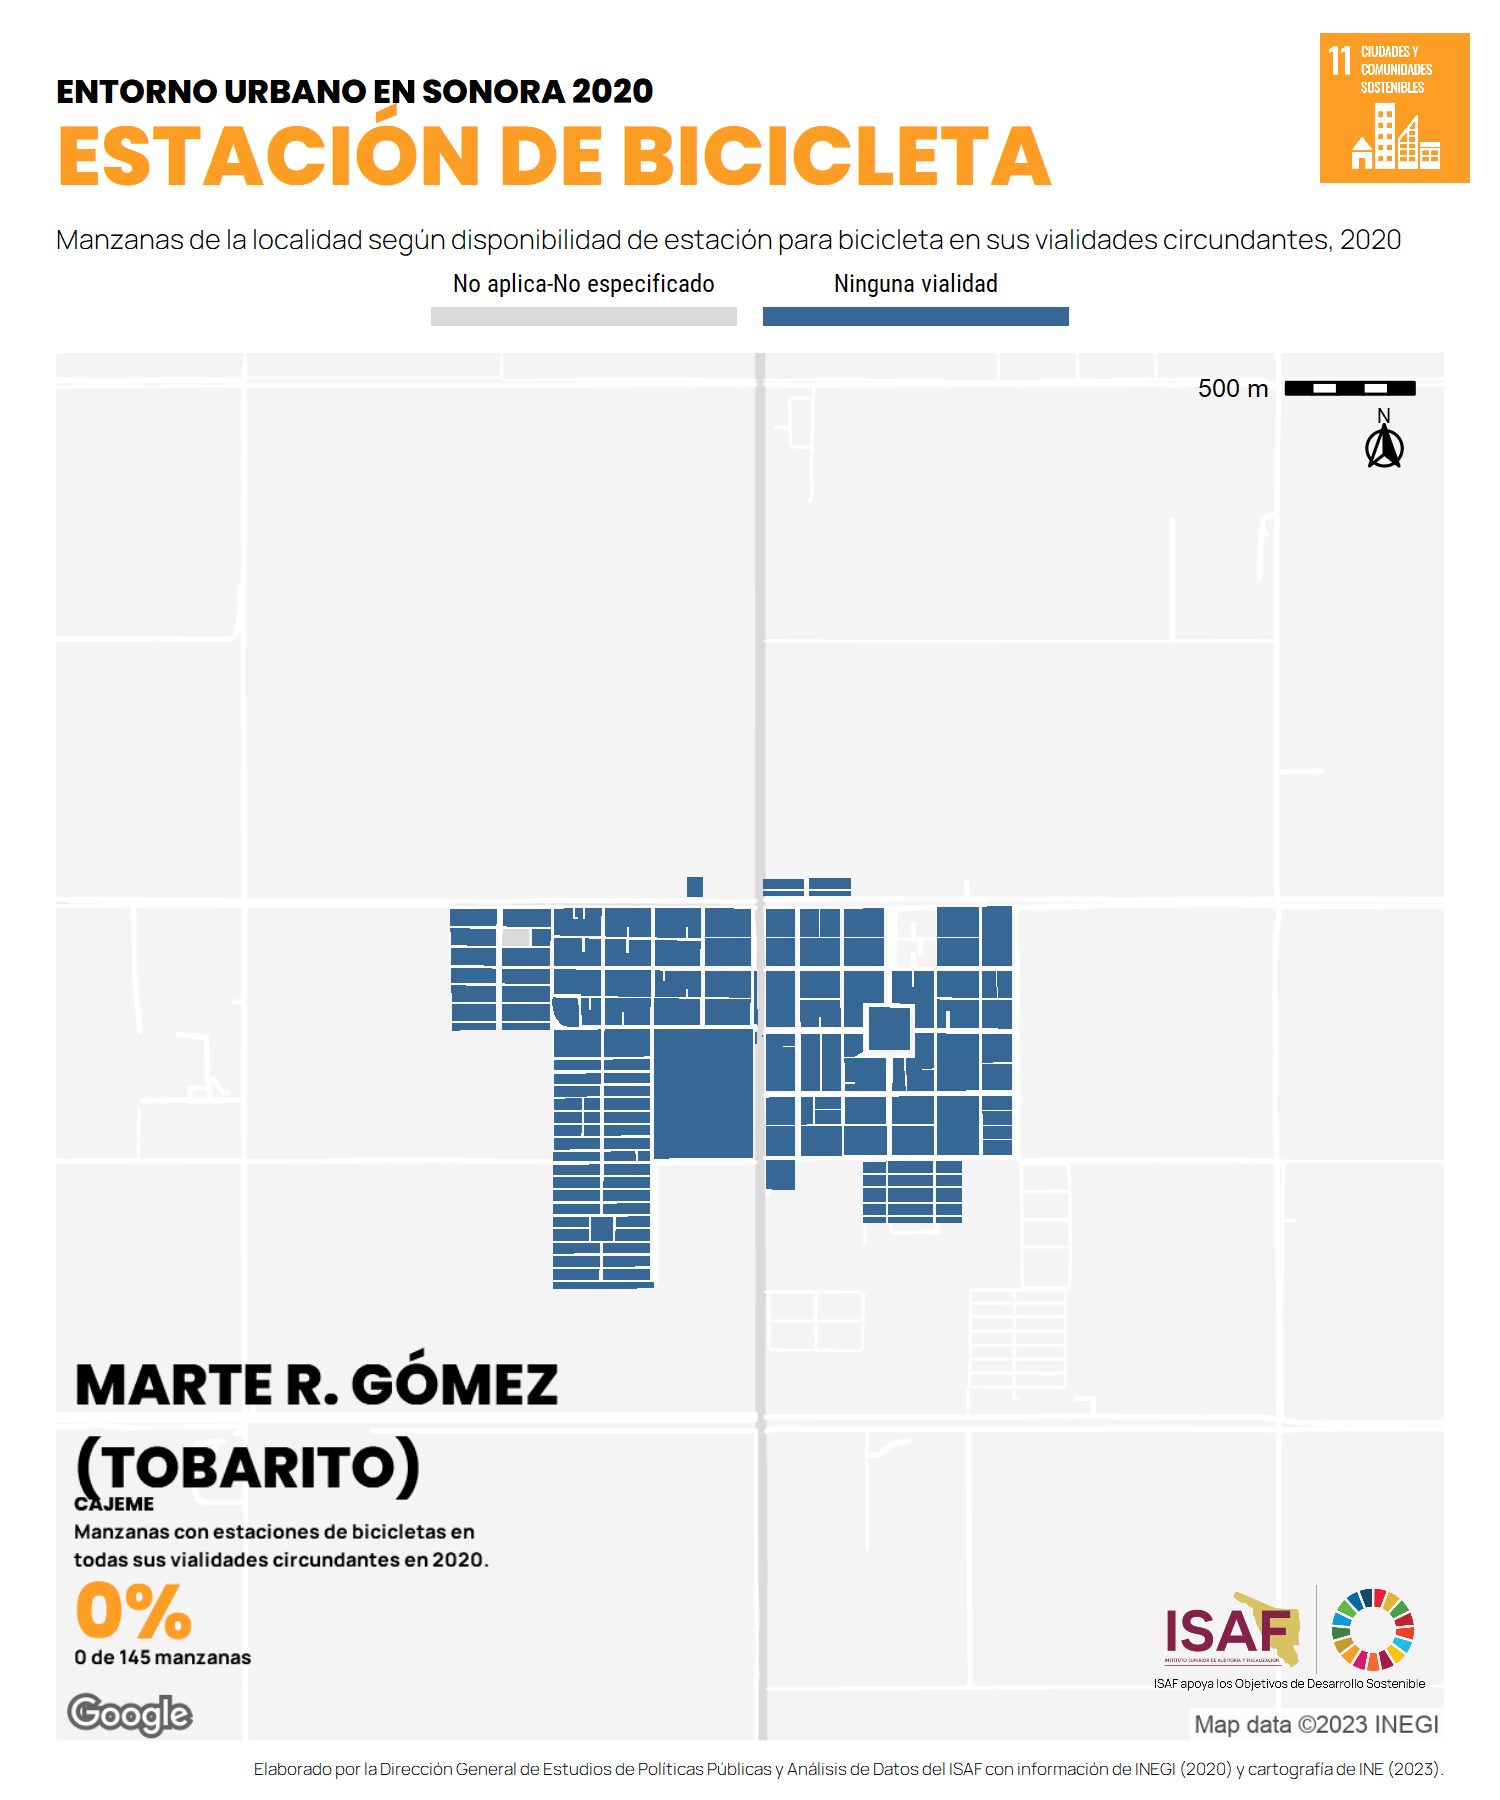 ENTORNO URBANO EN SONORA 2020
ESTACIÓN DE BICICLETA
11 CIUDADES Y
COMUNIDADES
SOSTENIBLES
Manzanas de la localidad según disponibilidad de estación para bicicleta en sus vialidades circundantes, 2020
No aplica-No especificado Ninguna vialidad
500 m
N
MARTE R. GÓMEZ
(TOBARITO)
CAJEME
Manzanas con estaciones de bicicletas en
todas sus vialidades circundantes en 2020.
0%
0 de 145 manzanas
Google
ISAF
INSTITUTO SUPERIOR DE AUDITORÍA Y FISCALIZACIÓN
ISAF apoya los Objetivos de Desarrollo Sostenible
Map data ©2023 INEGI
Elaborado por la Dirección General de Estudios de Políticas Públicas y Análisis de Datos del ISAF con información de INEGI (2020) y cartografía de INE (2023).